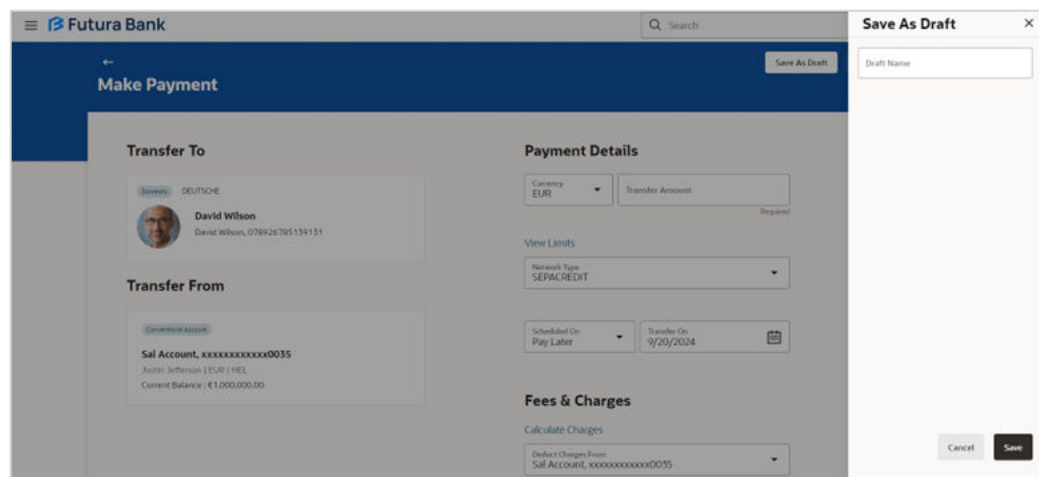 Futura Bank
Search
Save As Draft
Draft Name
Cancel
Save
Save As Draft
Make Payment
Transfer To
Domestic DEUTSCHE
David Wilson
David Wilson, 078926785139131
Transfer From
Conventional Account
Sal Account, xxxxxxxxxxxx0035
Justin Jefferson | EUR | HEL
Current Balance : €1,000,000.00
Payment Details
Currency
EUR
Transfer Amount
Required
View Limits
Network Type
SEPACREDIT
Scheduled On
Pay Later
Transfer On
9/20/2024
Fees & Charges
Calculate Charges
Deduct Charges From
Sal Account, xxxxxxxxxxxx0035